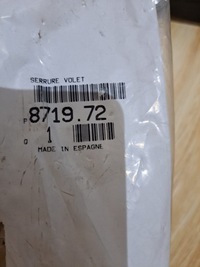 SERRURE VOLET
P 8719.72
Q 1
MADE IN ESPAGNE